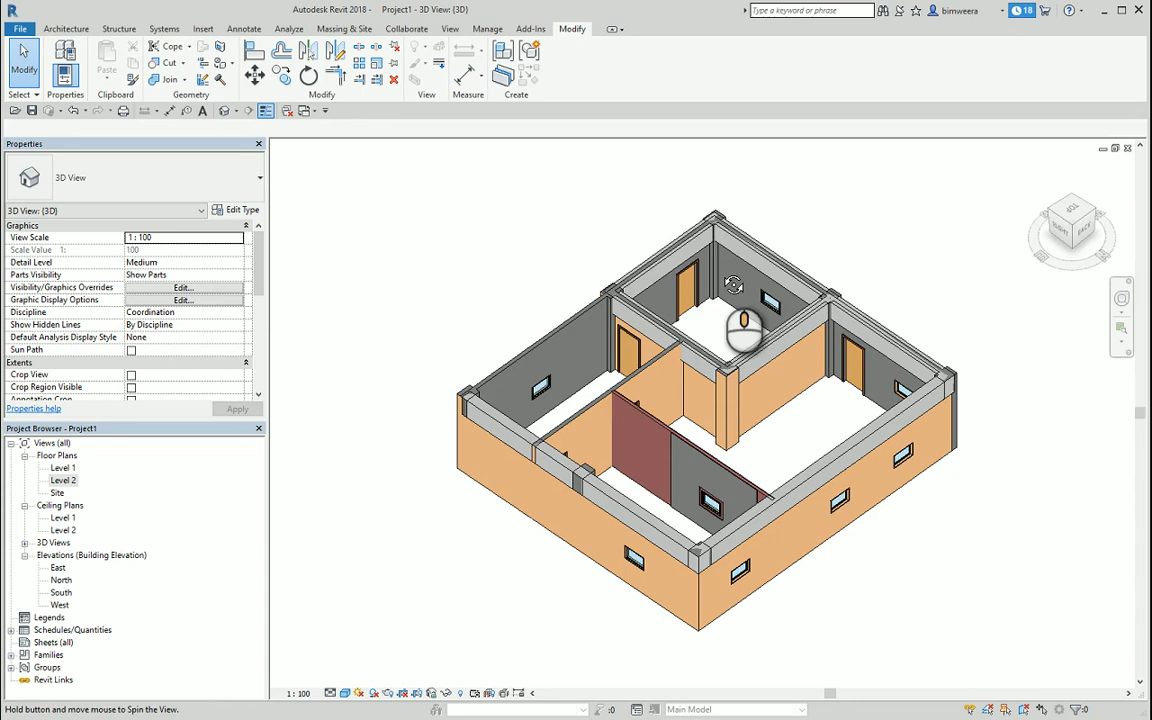 Autodesk Revit 2018 - Project1 - 3D View: {3D}
Type a keyword or phrase
bimweera
18
File Architecture Structure Systems Insert Annotate Analyze Massing & Site Collaborate View Manage Add-Ins Modify
Modify
Paste
Cope
Cut
Join
Select Properties Clipboard Geometry Modify View Measure Create
Properties
3D View
3D View: {3D}
Edit Type
Graphics
View Scale 1 : 100
Scale Value 1: 100
Detail Level Medium
Parts Visibility Show Parts
Visibility/Graphics Overrides Edit...
Graphic Display Options Edit...
Discipline Coordination
Show Hidden Lines By Discipline
Default Analysis Display Style None
Sun Path
Extents
Crop View
Crop Region Visible
Annotation Crop
Properties help
Apply
Project Browser - Project1
Views (all)
Floor Plans
Level 1
Level 2
Site
Ceiling Plans
Level 1
Level 2
3D Views
Elevations (Building Elevation)
East
North
South
West
Legends
Schedules/Quantities
Sheets (all)
Families
Groups
Revit Links
TOP
RIGHT
BACK
1 : 100
Hold button and move mouse to Spin the View.
:0
Main Model
:0